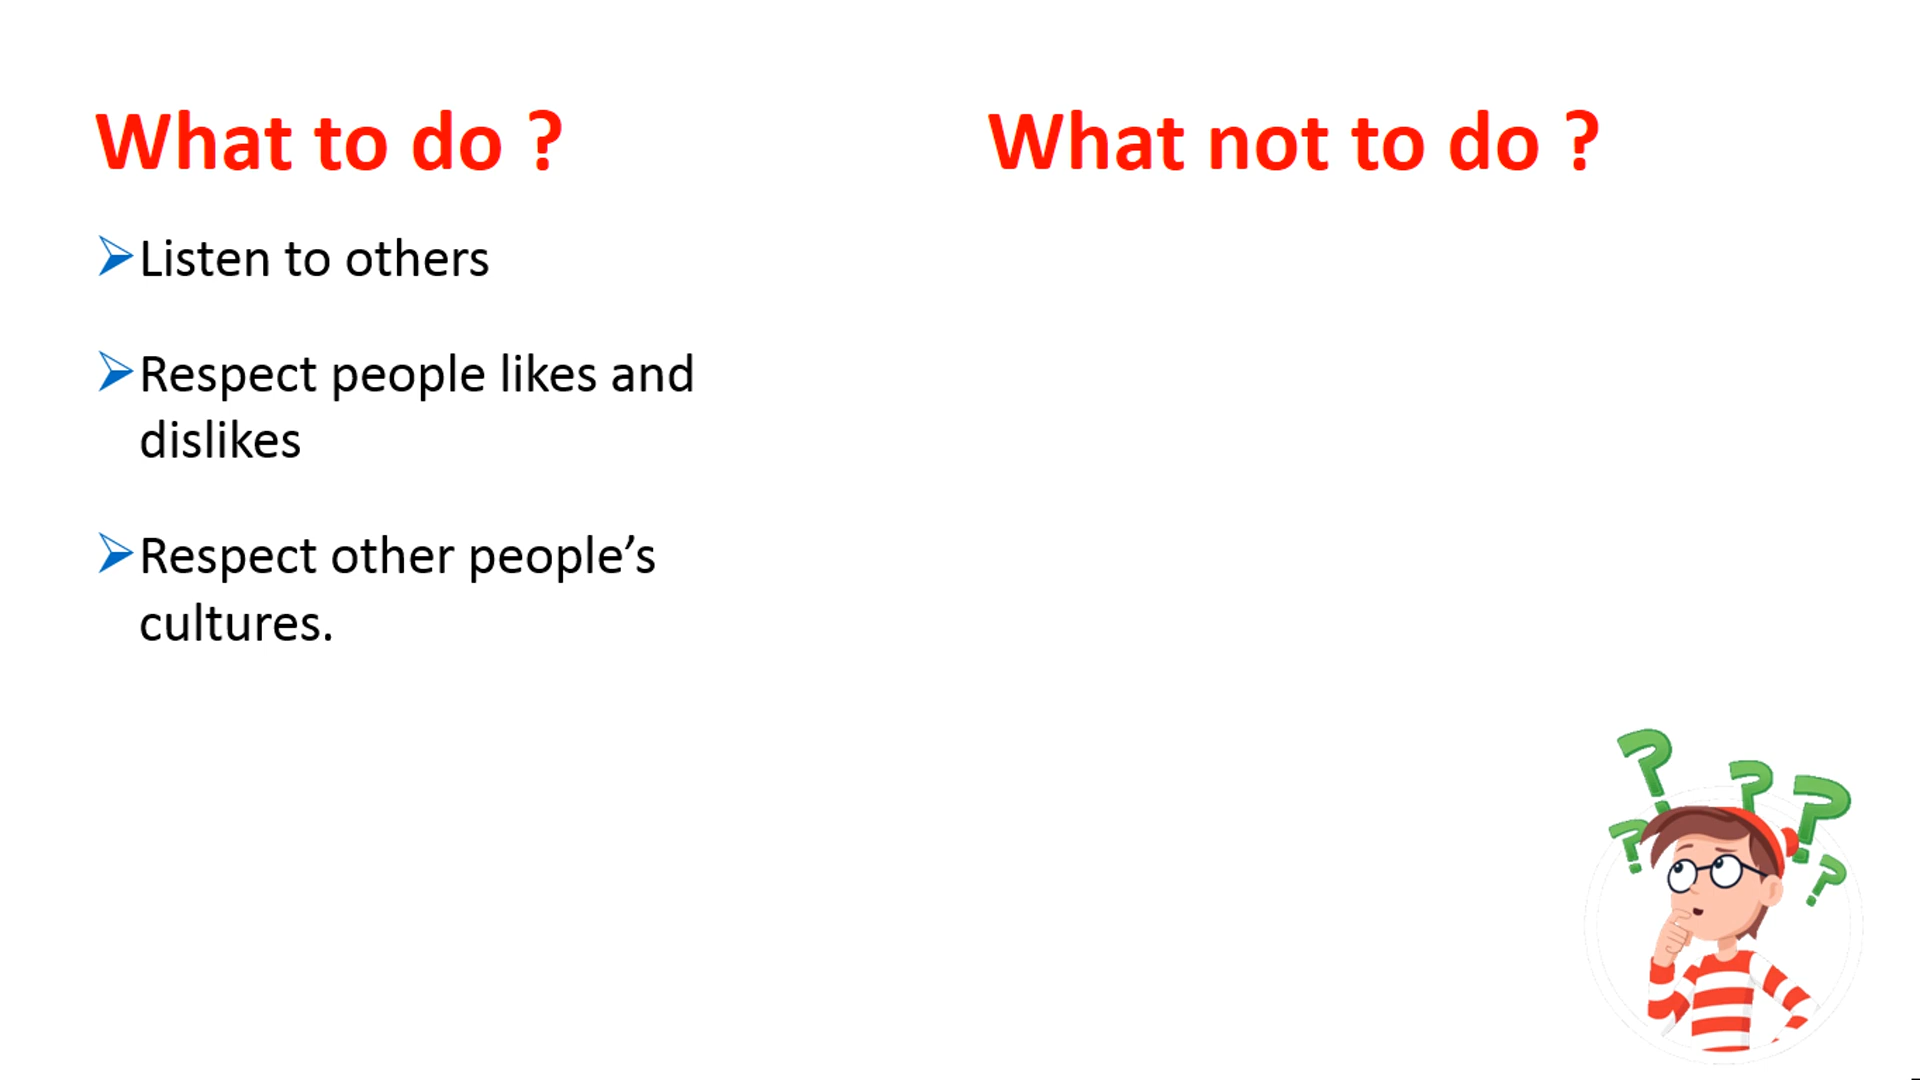 What to do ?
Listen to others
Respect people likes and
dislikes
Respect other people’s
cultures.
What not to do ?
? ? ? ? ?